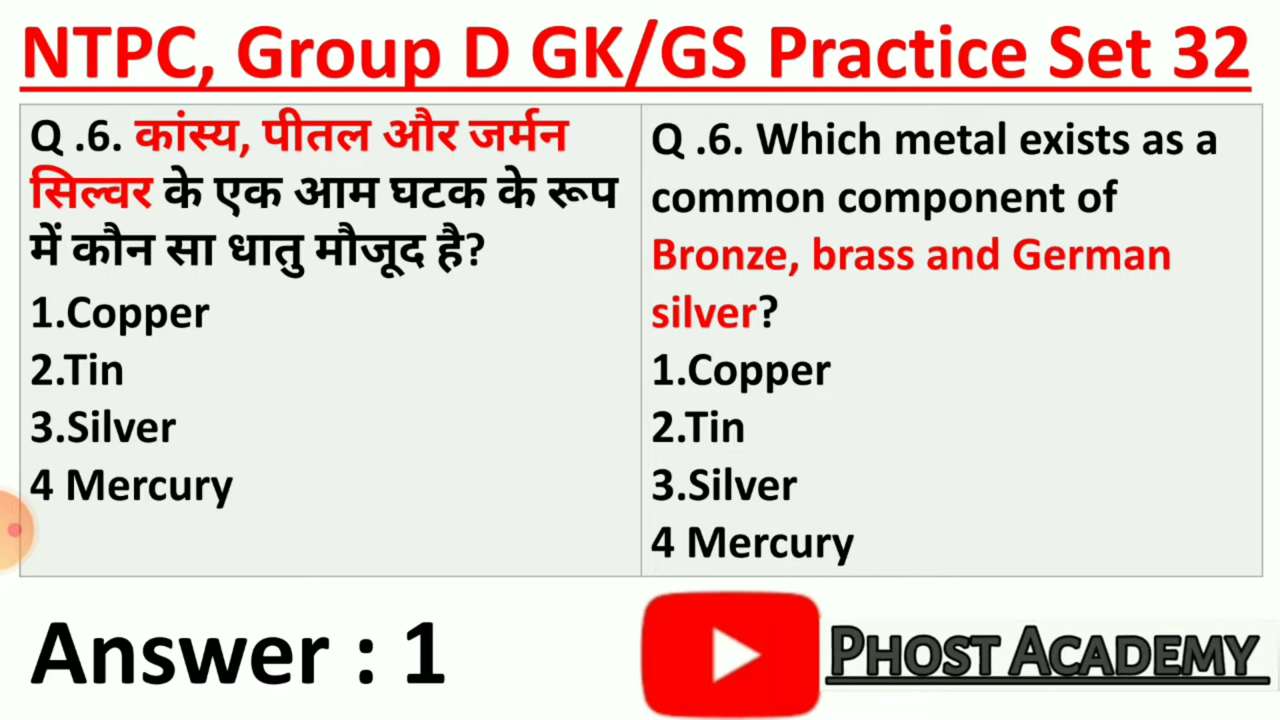 NTPC, Group D GK/GS Practice Set 32
Q .6. कांस्य, पीतल और जर्मन
सिल्वर के एक आम घटक के रूप
में कौन सा धातु मौजूद है?
1.Copper
2.Tin
3.Silver
4 Mercury
Q .6. Which metal exists as a
common component of
Bronze, brass and German
silver?
1.Copper
2.Tin
3.Silver
4 Mercury
Answer : 1
PHOST ACADEMY